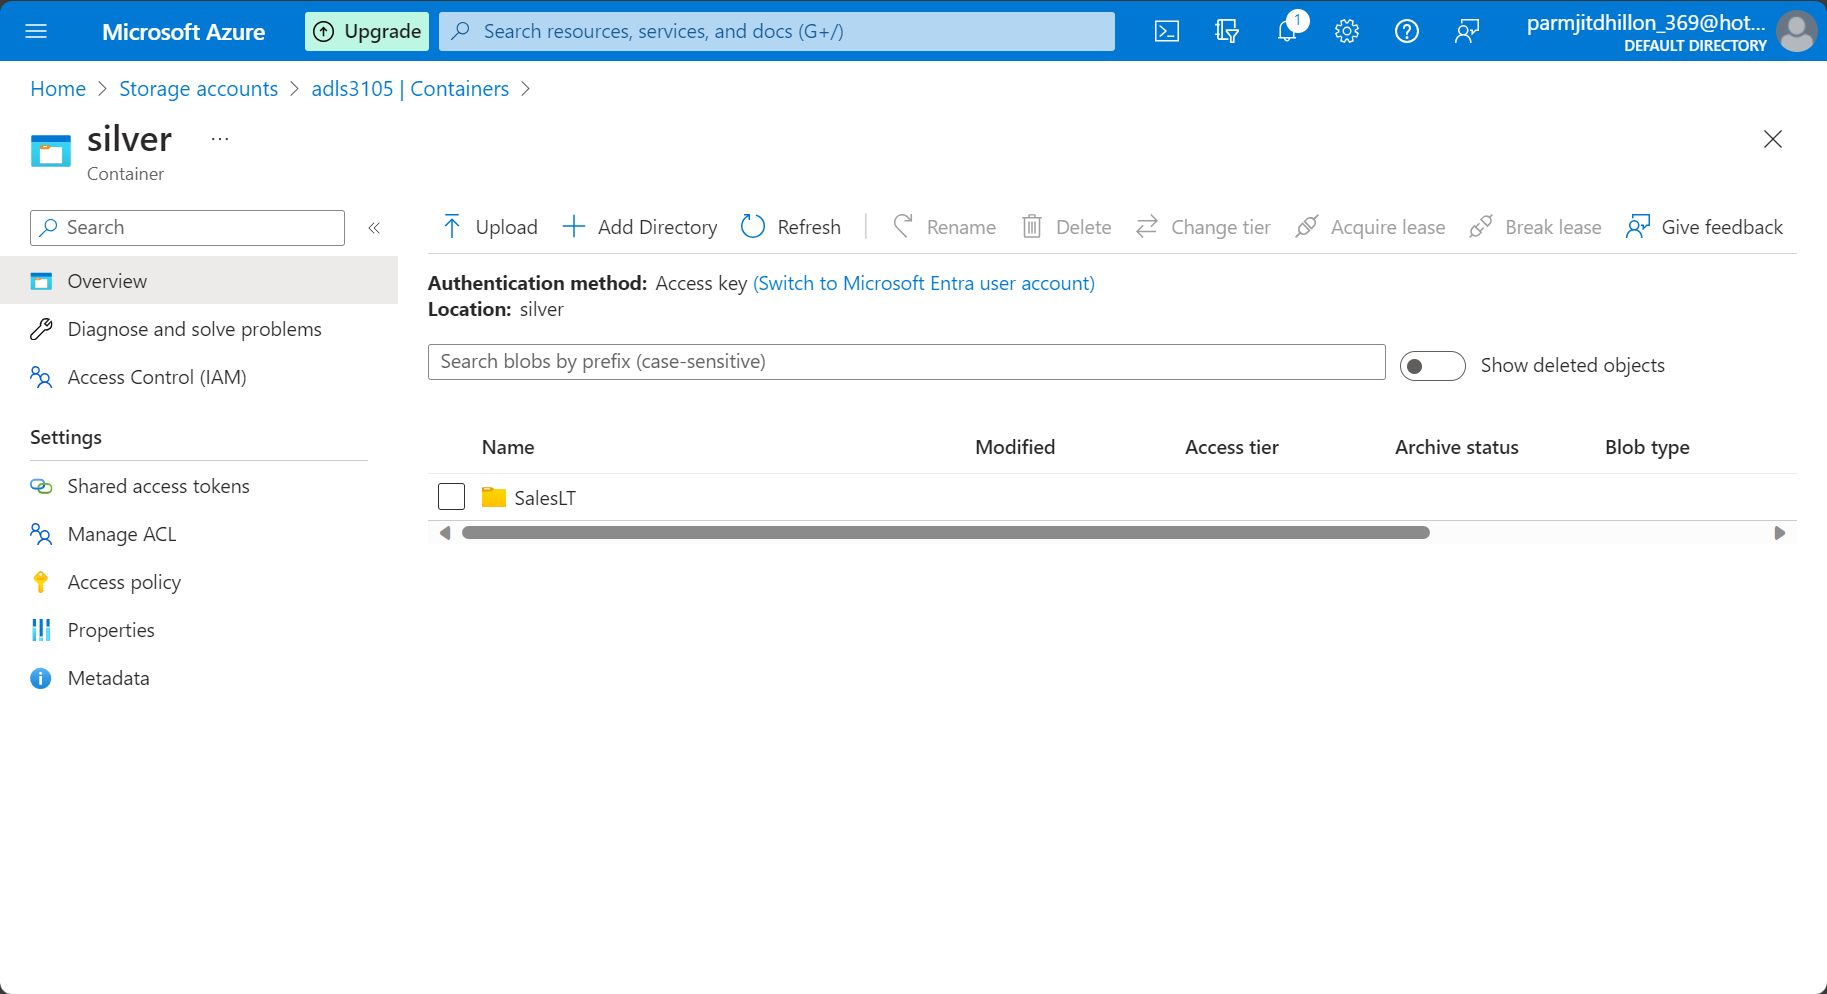 Microsoft Azure
Upgrade
Search resources, services, and docs (G+/)
1
parmjitdhillon_369@hot...
DEFAULT DIRECTORY
Home > Storage accounts > adls3105 | Containers >
silver ...
Container
Search
«
Upload
Add Directory
Refresh
Rename
Delete
Change tier
Acquire lease
Break lease
Give feedback
Overview
Diagnose and solve problems
Access Control (IAM)
Settings
Shared access tokens
Manage ACL
Access policy
Properties
Metadata
Authentication method: Access key (Switch to Microsoft Entra user account)
Location: silver
Search blobs by prefix (case-sensitive)
Show deleted objects
Name Modified Access tier Archive status Blob type
SalesLT